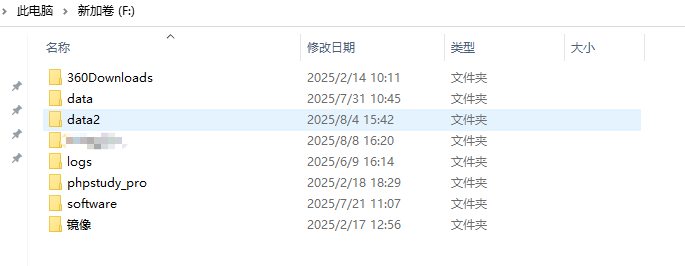 此电脑 > 新加卷 (F:)
名称 修改日期 类型 大小
360Downloads 2025/2/14 10:11 文件夹
data 2025/7/31 10:45 文件夹
data2 2025/8/4 15:42 文件夹
2025/8/8 16:20 文件夹
logs 2025/6/9 16:14 文件夹
phpstudy_pro 2025/2/18 18:29 文件夹
software 2025/7/21 11:07 文件夹
镜像 2025/2/17 12:56 文件夹